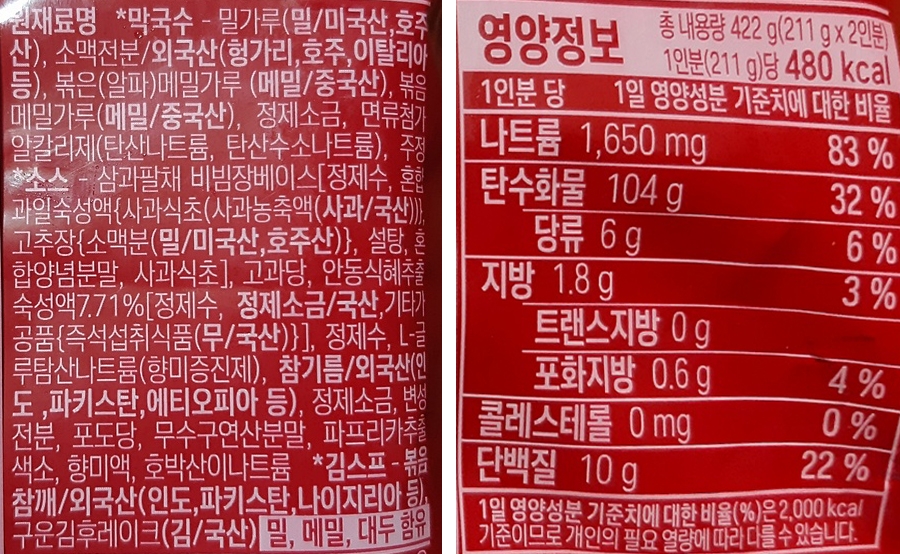 원재료명 *막국수 - 밀가루(밀/미국산,호주
산), 소맥전분/외국산(헝가리,호주,이탈리아
등), 볶은(알파)메밀가루 (메밀/중국산), 볶음
메밀가루(메밀/중국산), 정제소금, 면류첨가
알칼리제(탄산나트륨, 탄산수소나트륨), 주정
*소스 - 삼과팔채 비빔장베이스[정제수, 혼합
과일숙성액{사과식초(사과농축액(사과/국산))},
고추장{소맥분(밀/미국산,호주산)}, 설탕, 혼
합양념분말, 사과식초], 고과당, 안동식혜추출
숙성액7.71%[정제수, 정제소금/국산,기타가
공품{즉석섭취식품(무/국산)}], 정제수, L-글
루탐산나트륨(향미증진제), 참기름/외국산(인
도 ,파키스탄,에티오피아 등), 정제소금, 변성
전분, 포도당, 무수구연산분말, 파프리카추출
색소, 향미액, 호박산이나트륨 *김스프 - 볶음
참깨/외국산(인도,파키스탄,나이지리아 등),
구운김후레이크(김/국산) 밀, 메밀, 대두 함유
영양정보 총 내용량 422 g(211 g x 2인분)
1인분(211 g)당 480 kcal
1인분 당 1일 영양성분 기준치에 대한 비율
나트륨 1,650 mg 83 %
탄수화물 104 g 32 %
당류 6 g 6 %
지방 1.8 g 3 %
트랜스지방 0 g
포화지방 0.6 g 4 %
콜레스테롤 0 mg 0 %
단백질 10 g 22 %
1일 영양성분 기준치에 대한 비율(%)은 2,000 kcal
기준이므로 개인의 필요 열량에 따라 다를 수 있습니다.